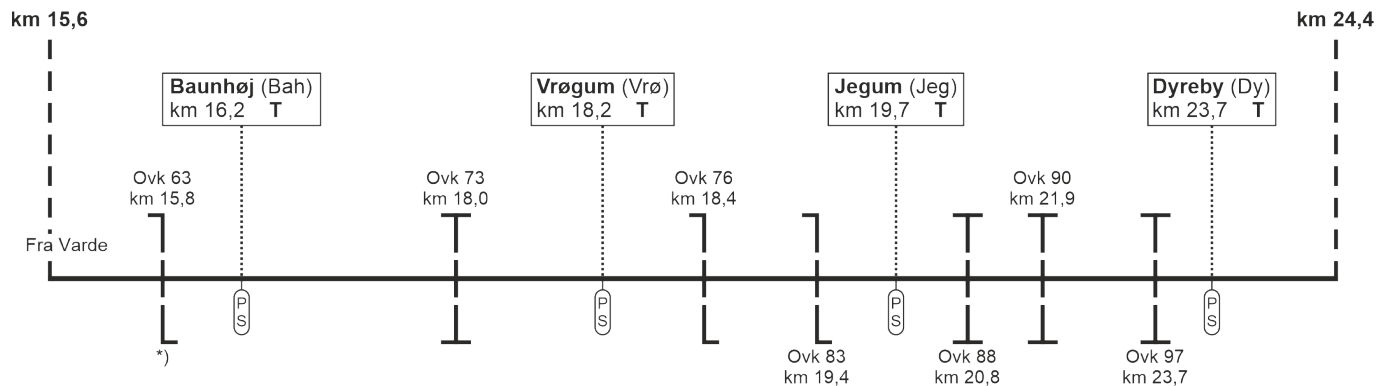 km 15,6
km 24,4
Baunhøj (Bah)
km 16,2 T
Vrøgum (Vrø)
km 18,2 T
Jegum (Jeg)
km 19,7 T
Dyreby (Dy)
km 23,7 T
Ovk 63
km 15,8
Ovk 73
km 18,0
Ovk 76
km 18,4
Ovk 90
km 21,9
Fra Varde
P
S
P
S
P
S
P
S
*)
Ovk 83
km 19,4
Ovk 88
km 20,8
Ovk 97
km 23,7